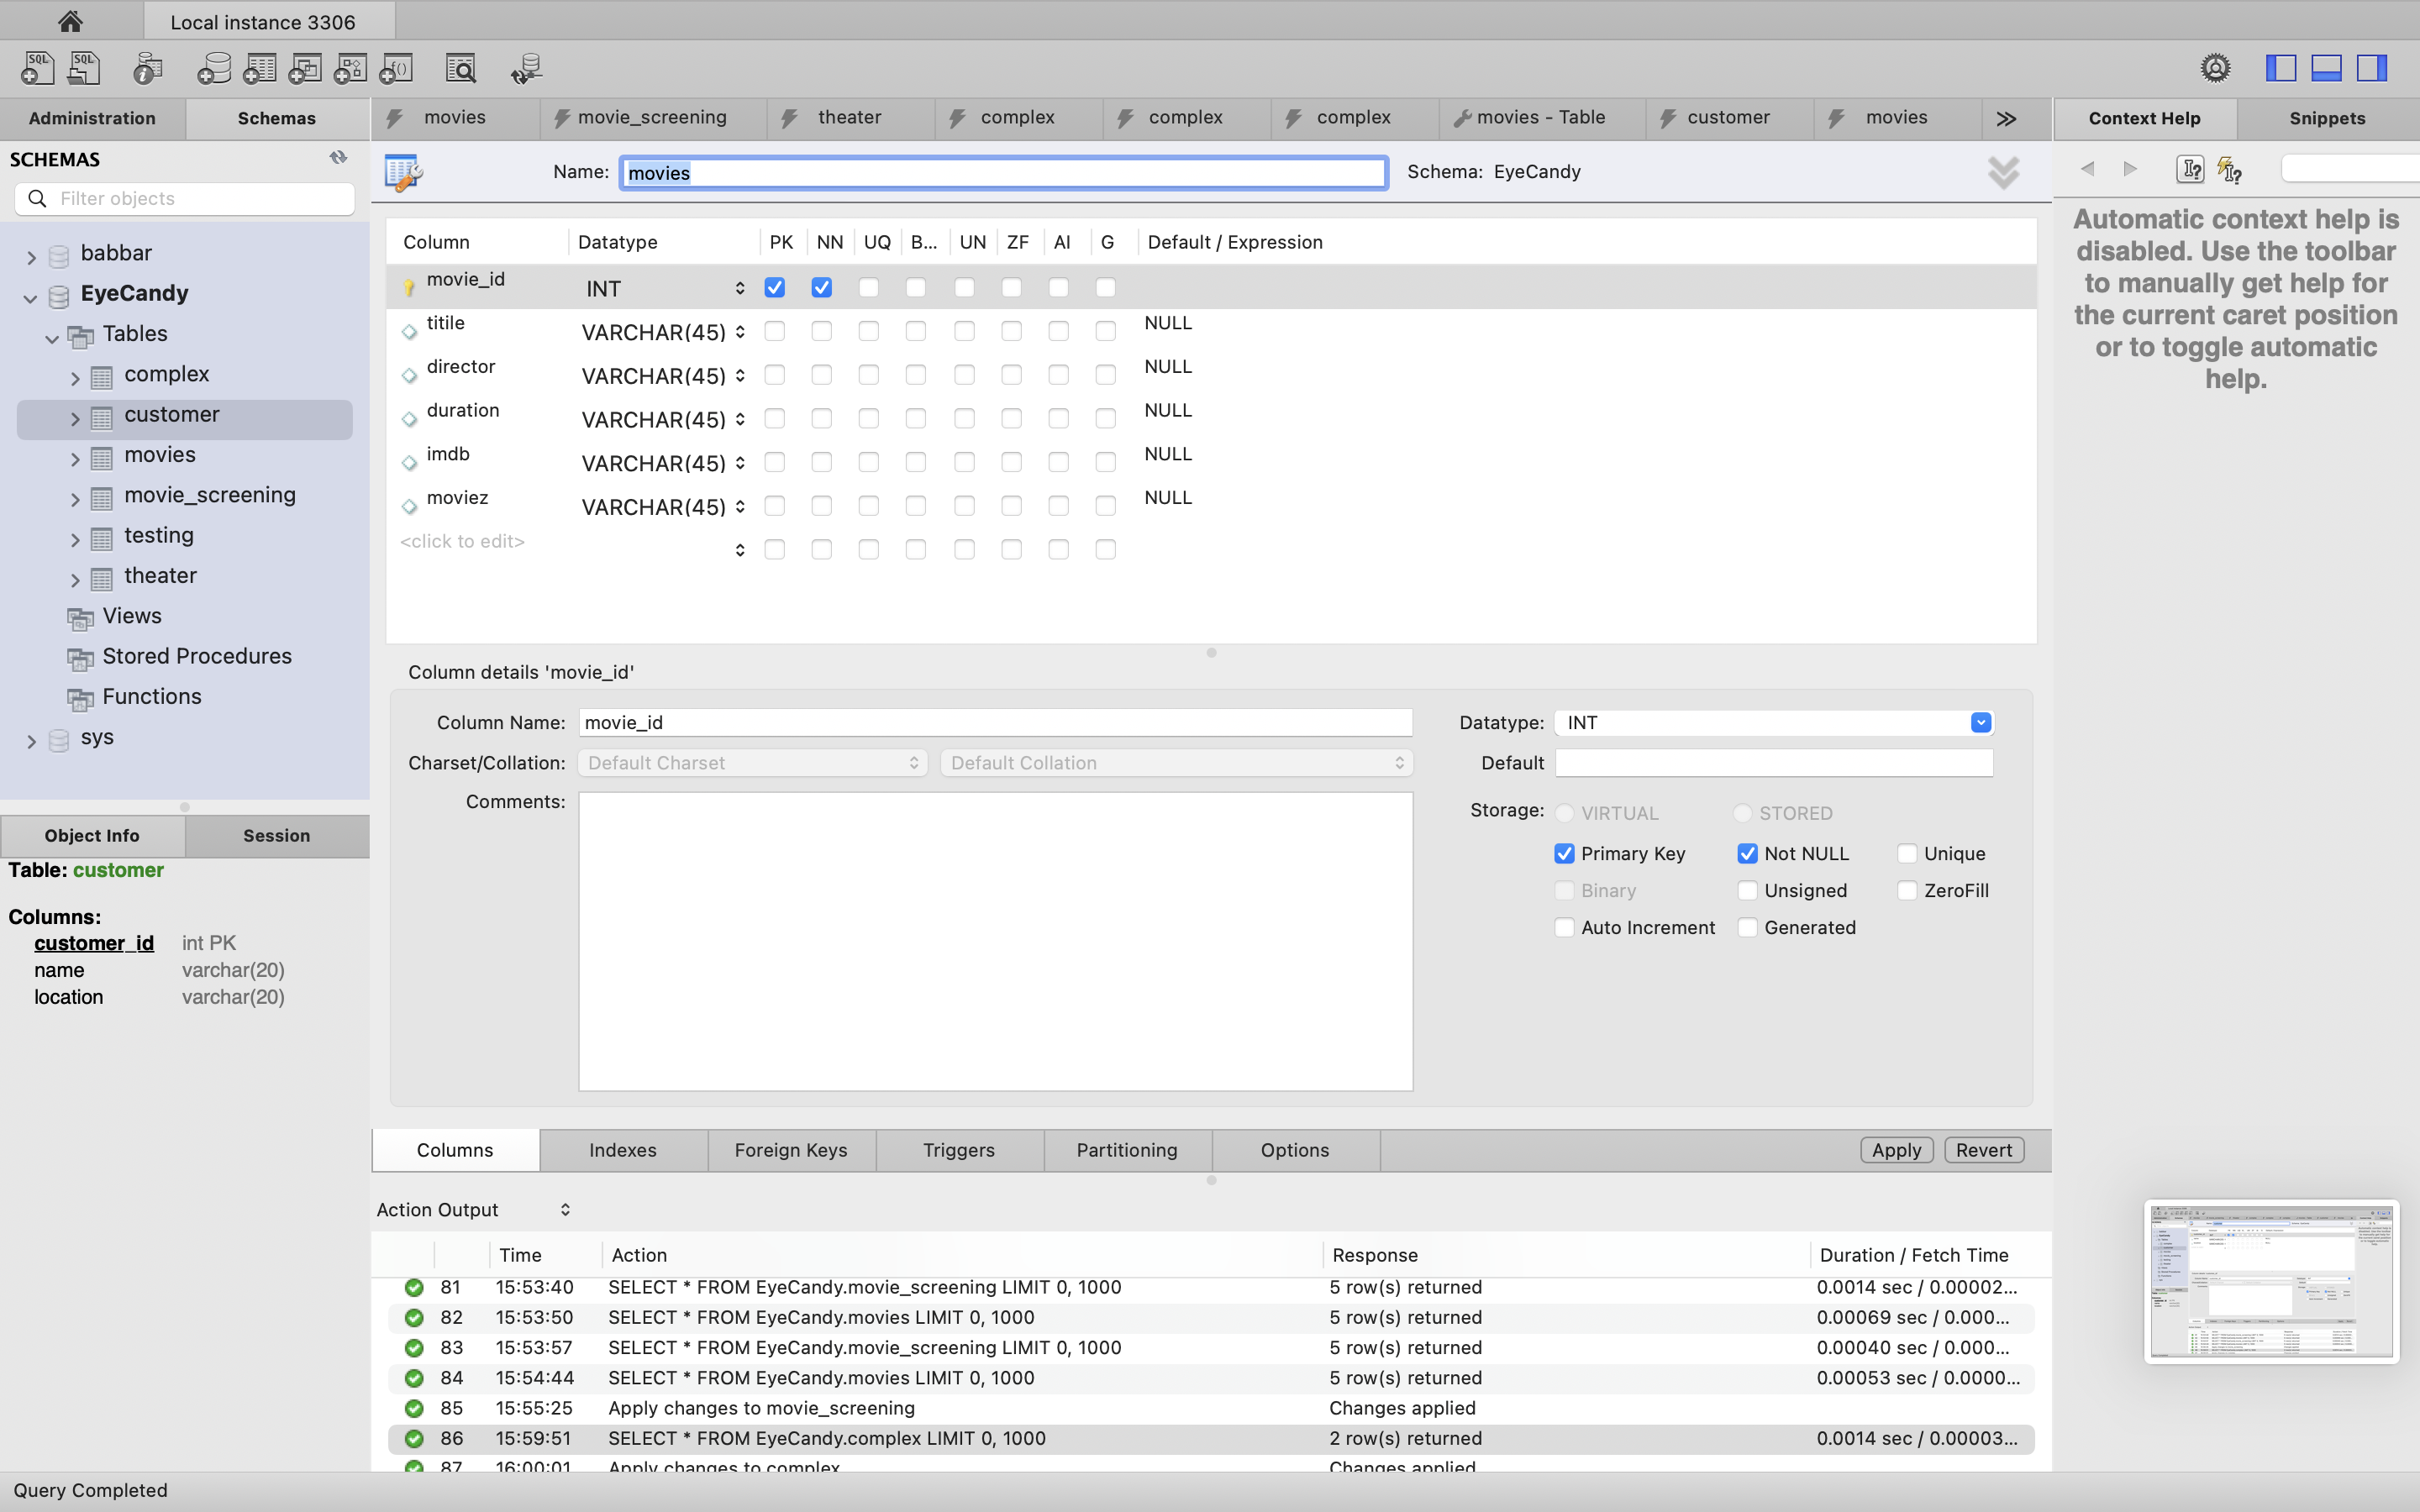 Local instance 3306
SQL SQL
Administration Schemas
movies movie_screening theater complex complex complex movies - Table customer movies
Context Help Snippets
SCHEMAS
Filter objects
babbar
EyeCandy
Tables
complex
customer
movies
movie_screening
testing
theater
Views
Stored Procedures
Functions
sys
Object Info Session
Table: customer
Columns:
customer_id int PK
name varchar(20)
location varchar(20)
Name: movies Schema: EyeCandy
Column Datatype PK NN UQ B... UN ZF AI G Default / Expression
movie_id INT
titile VARCHAR(45) NULL
director VARCHAR(45) NULL
duration VARCHAR(45) NULL
imdb VARCHAR(45) NULL
moviez VARCHAR(45) NULL
<click to edit>
Column details 'movie_id'
Column Name: movie_id Datatype: INT
Charset/Collation: Default Charset Default Collation Default
Comments:
Storage: VIRTUAL STORED
Primary Key Not NULL Unique
Binary Unsigned ZeroFill
Auto Increment Generated
Columns Indexes Foreign Keys Triggers Partitioning Options Apply Revert
Action Output
Time Action Response Duration / Fetch Time
81 15:53:40 SELECT * FROM EyeCandy.movie_screening LIMIT 0, 1000 5 row(s) returned 0.0014 sec / 0.00002...
82 15:53:50 SELECT * FROM EyeCandy.movies LIMIT 0, 1000 5 row(s) returned 0.00069 sec / 0.000...
83 15:53:57 SELECT * FROM EyeCandy.movie_screening LIMIT 0, 1000 5 row(s) returned 0.00040 sec / 0.000...
84 15:54:44 SELECT * FROM EyeCandy.movies LIMIT 0, 1000 5 row(s) returned 0.00053 sec / 0.0000...
85 15:55:25 Apply changes to movie_screening Changes applied
86 15:59:51 SELECT * FROM EyeCandy.complex LIMIT 0, 1000 2 row(s) returned 0.0014 sec / 0.00003...
87 16:00:01 Apply changes to complex Changes applied
Automatic context help is
disabled. Use the toolbar
to manually get help for
the current caret position
or to toggle automatic
help.
Query Completed